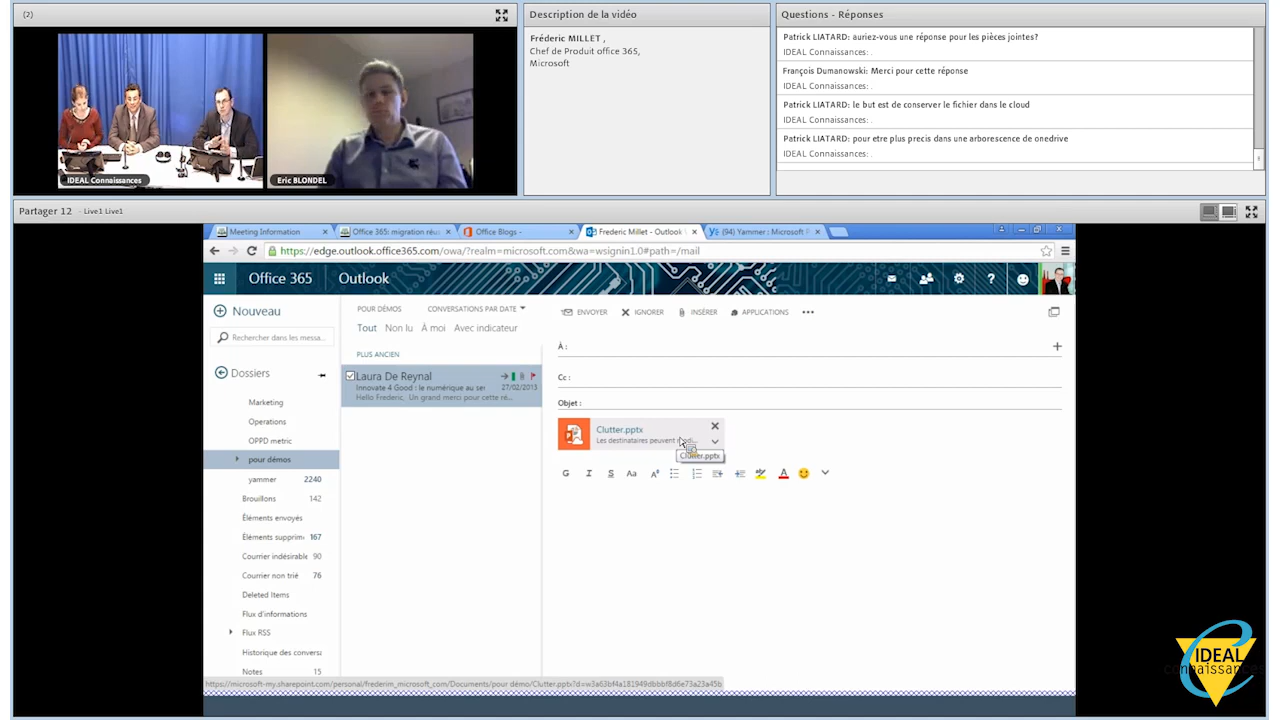 (2)
IDEAL Connaissances
Eric BLONDEL
Description de la vidéo
Fréderic MILLET ,
Chef de Produit office 365,
Microsoft
Questions - Réponses
Patrick LIATARD: auriez-vous une réponse pour les pièces jointes?
IDEAL Connaissances: .
François Dumanowski: Merci pour cette réponse
IDEAL Connaissances: .
Patrick LIATARD: le but est de conserver le fichier dans le cloud
IDEAL Connaissances: .
Patrick LIATARD: pour etre plus precis dans une arborescence de onedrive
IDEAL Connaissances: .
Partager 12 - Live1 Live1
Meeting Information
Office 365: migration réus
Office Blogs -
Frederic Millet - Outlook
(94) Yammer : Microsoft
https://edge.outlook.office365.com/owa/?realm=microsoft.com&wa=wsignin1.0#path=/mail
Office 365 Outlook
Nouveau
Rechercher dans les messa...
Dossiers
Marketing
Operations
OPPD metric
pour démos
yammer 2240
Brouillons 142
Éléments envoyés
Éléments supprim 167
Courrier indésirable 90
Courrier non trié 76
Deleted Items
Flux d'informations
Flux RSS
Historique des convers
Notes 15
POUR DÉMOS CONVERSATIONS PAR DATE
Tout Non lu À moi Avec indicateur
PLUS ANCIEN
Laura De Reynal
Innovate 4 Good : le numérique au ser 27/02/2013
Hello Frederic, Un grand merci pour cette ré...
ENVOYER IGNORER INSÉRER APPLICATIONS
À :
Cc :
Objet :
Clutter.pptx
Les destinataires peuvent
Clutter.pptx
G I S Aa
https://microsoft-my.sharepoint.com/personal/frederim_microsoft_com/Documents/pour démo/Clutter.pptx?d=w3a63bf4a181949dbbbf8d6e73a23a45b
IDEAL
connaissances